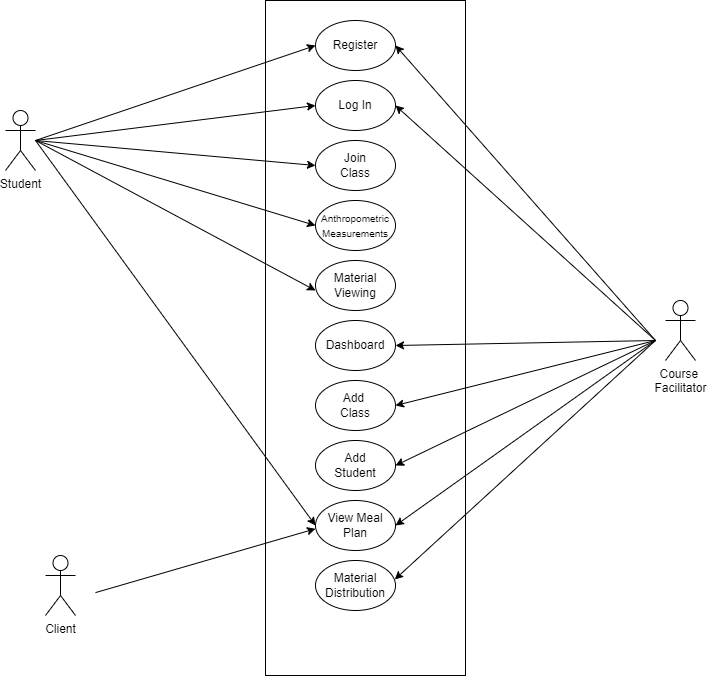 Register
Log In
Join
Class
Anthropometric
Measurements
Student
Material
Viewing
Dashboard
Course
Facilitator
Add
Class
Add
Student
View Meal
Plan
Material
Distribution
Client